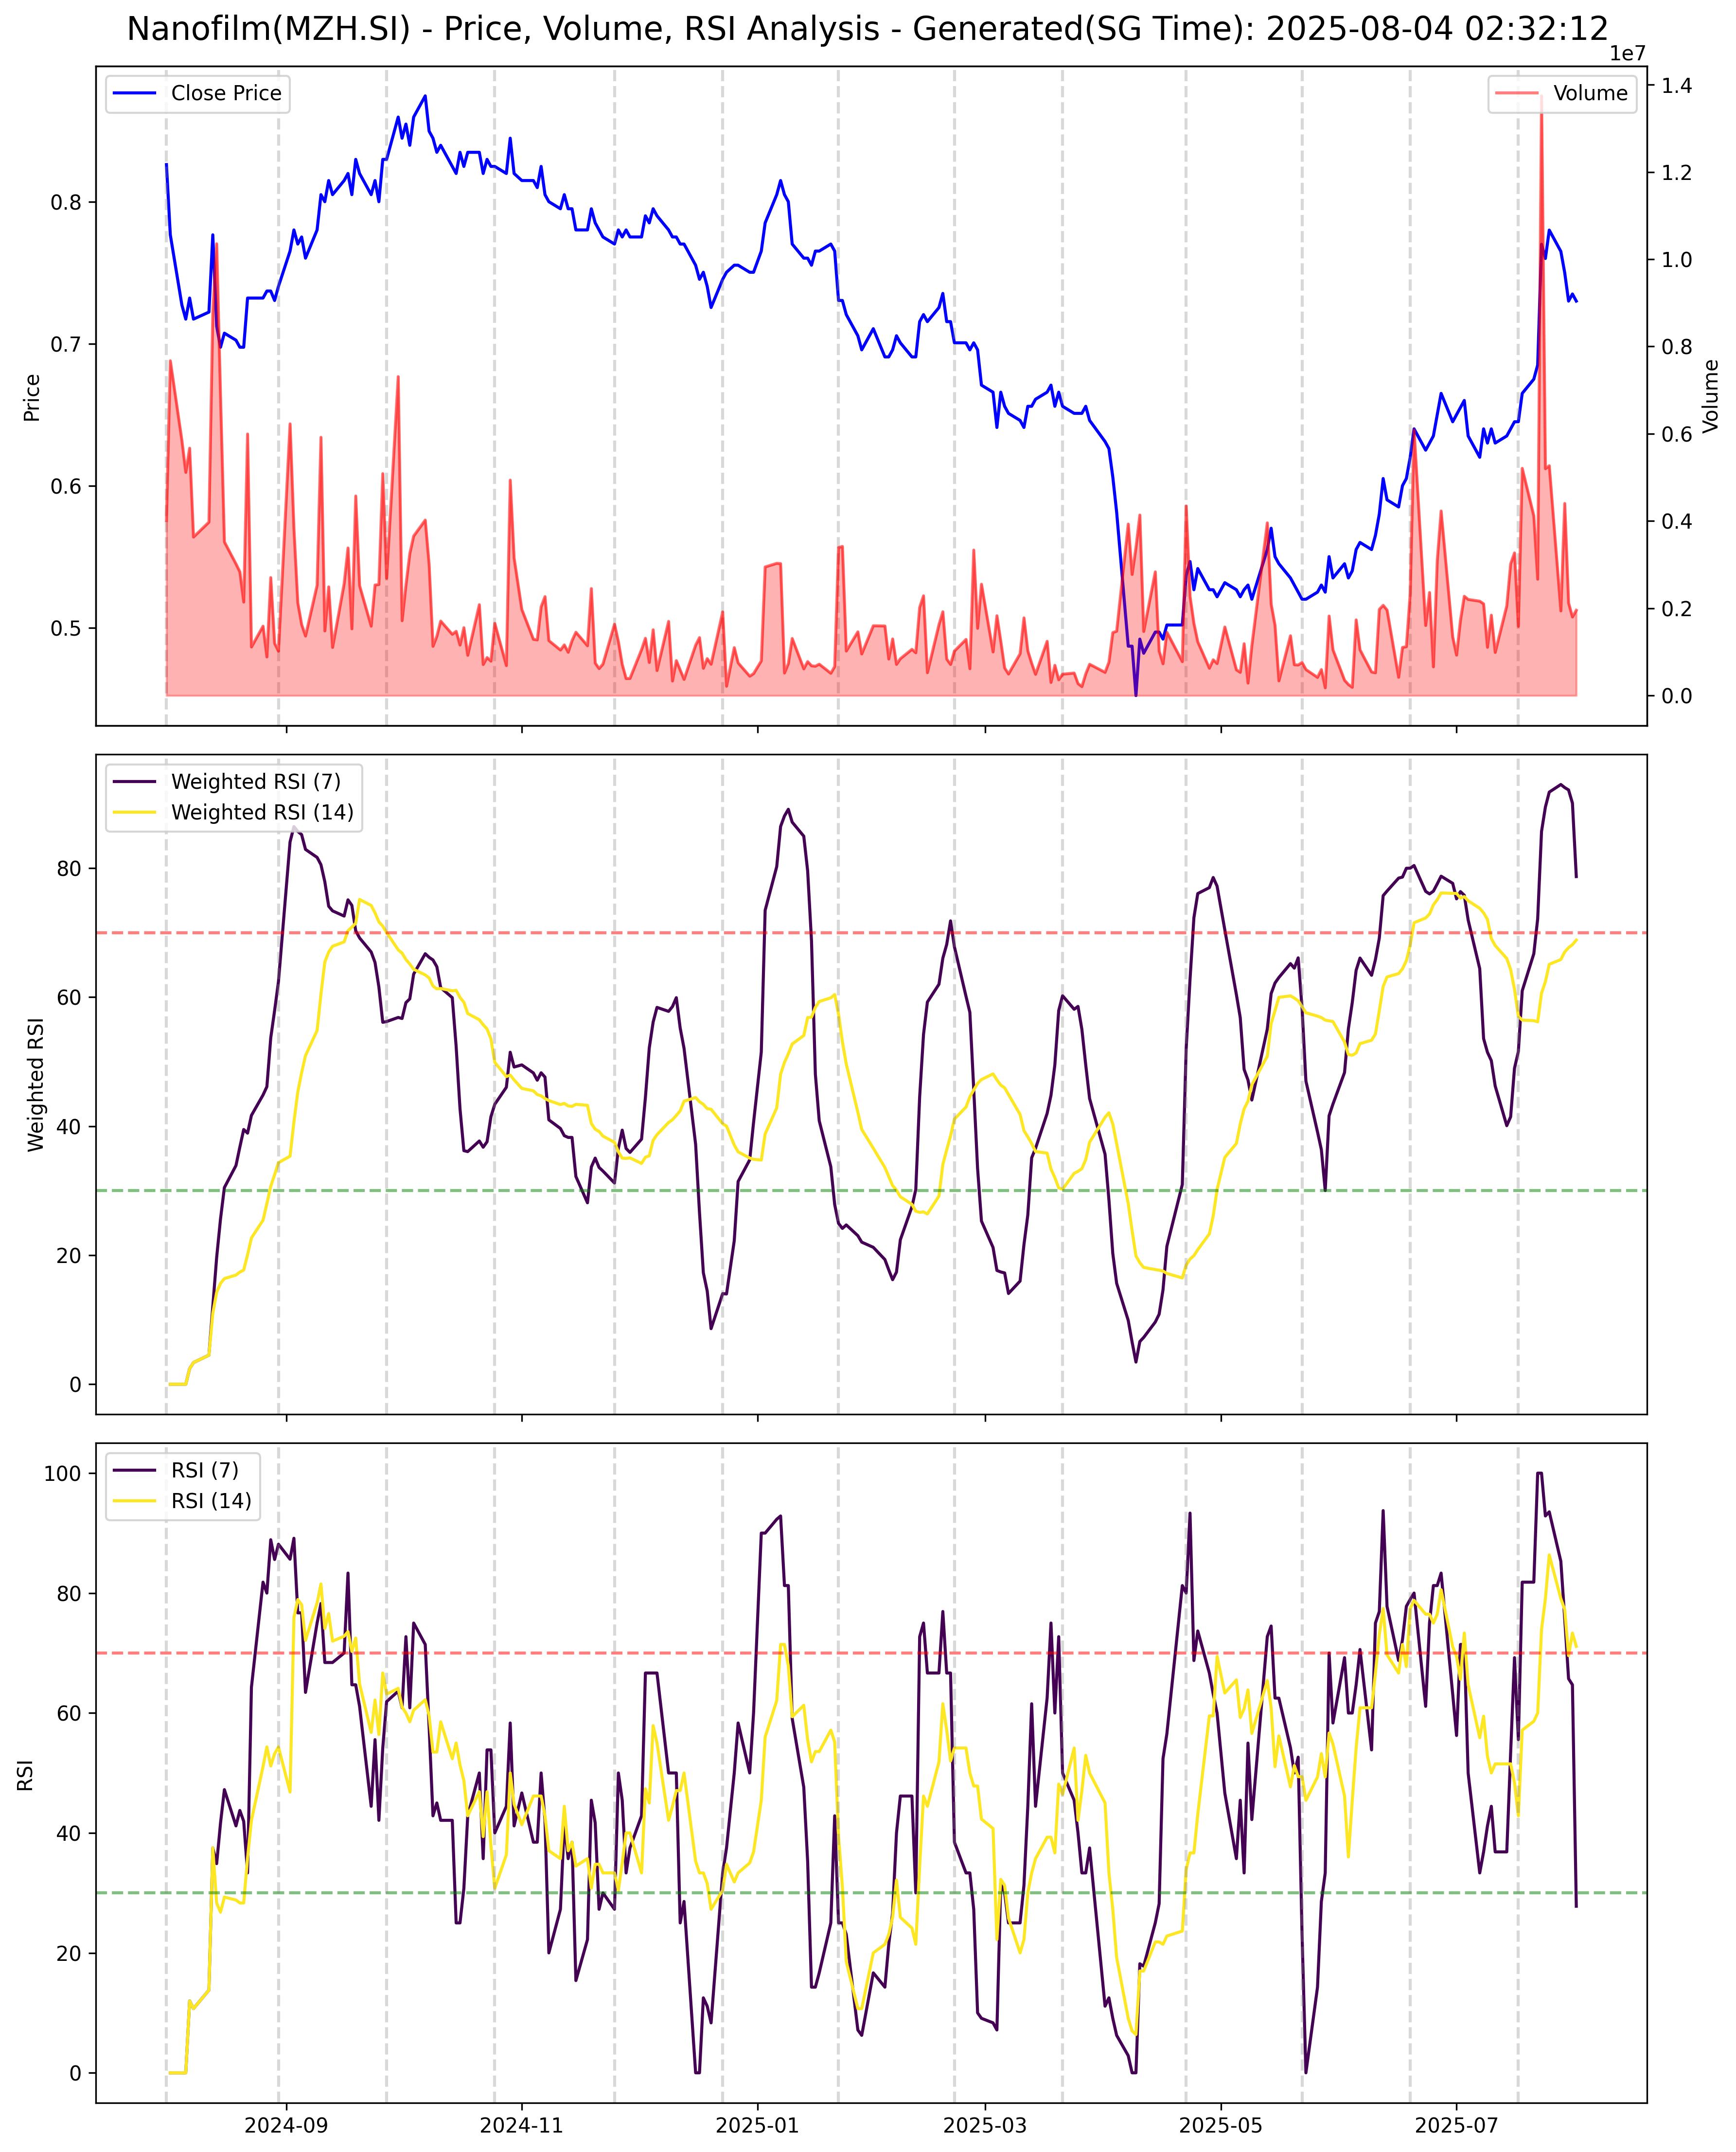 Nanofilm(MZH.SI) - Price, Volume, RSI Analysis - Generated(SG Time): 2025-08-04 02:32:12
1e7
Close Price
Volume
1.4
1.2
1.0
0.8
0.6
0.4
0.2
0.0
Volume
0.8
0.7
0.6
0.5
Price
Weighted RSI (7)
Weighted RSI (14)
80
60
40
20
0
Weighted RSI
RSI (7)
RSI (14)
100
80
60
40
20
0
RSI
2024-09
2024-11
2025-01
2025-03
2025-05
2025-07